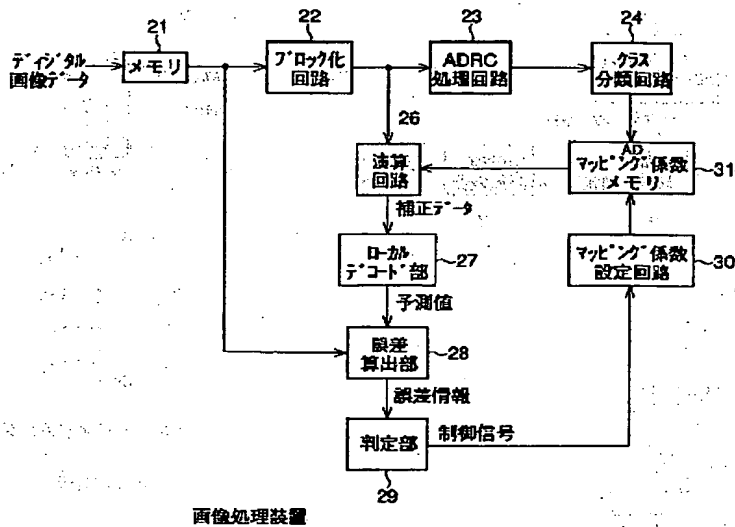 21
22
23
24
ディジタル
画像データ
メモリ
ブロック化
回路
ADRC
処理回路
クラス
分類回路
26
演算
回路
AD
マッピング係数
メモリ
31
補正データ
ローカル
デコード部
27
マッピング係数
設定回路
30
予測値
誤差
算出部
28
誤差情報
判定部
制御信号
29
画像処理装置